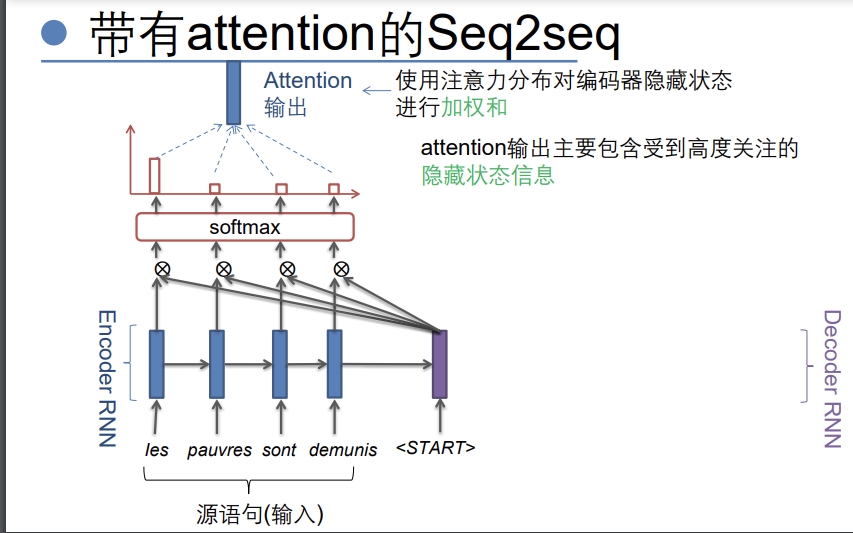 带有attention的Seq2seq
Attention
输出
使用注意力分布对编码器隐藏状态
进行加权和
attention输出主要包含受到高度关注的
隐藏状态信息
softmax
Encoder RNN
Decoder RNN
les pauvres sont demunis <START>
源语句(输入)